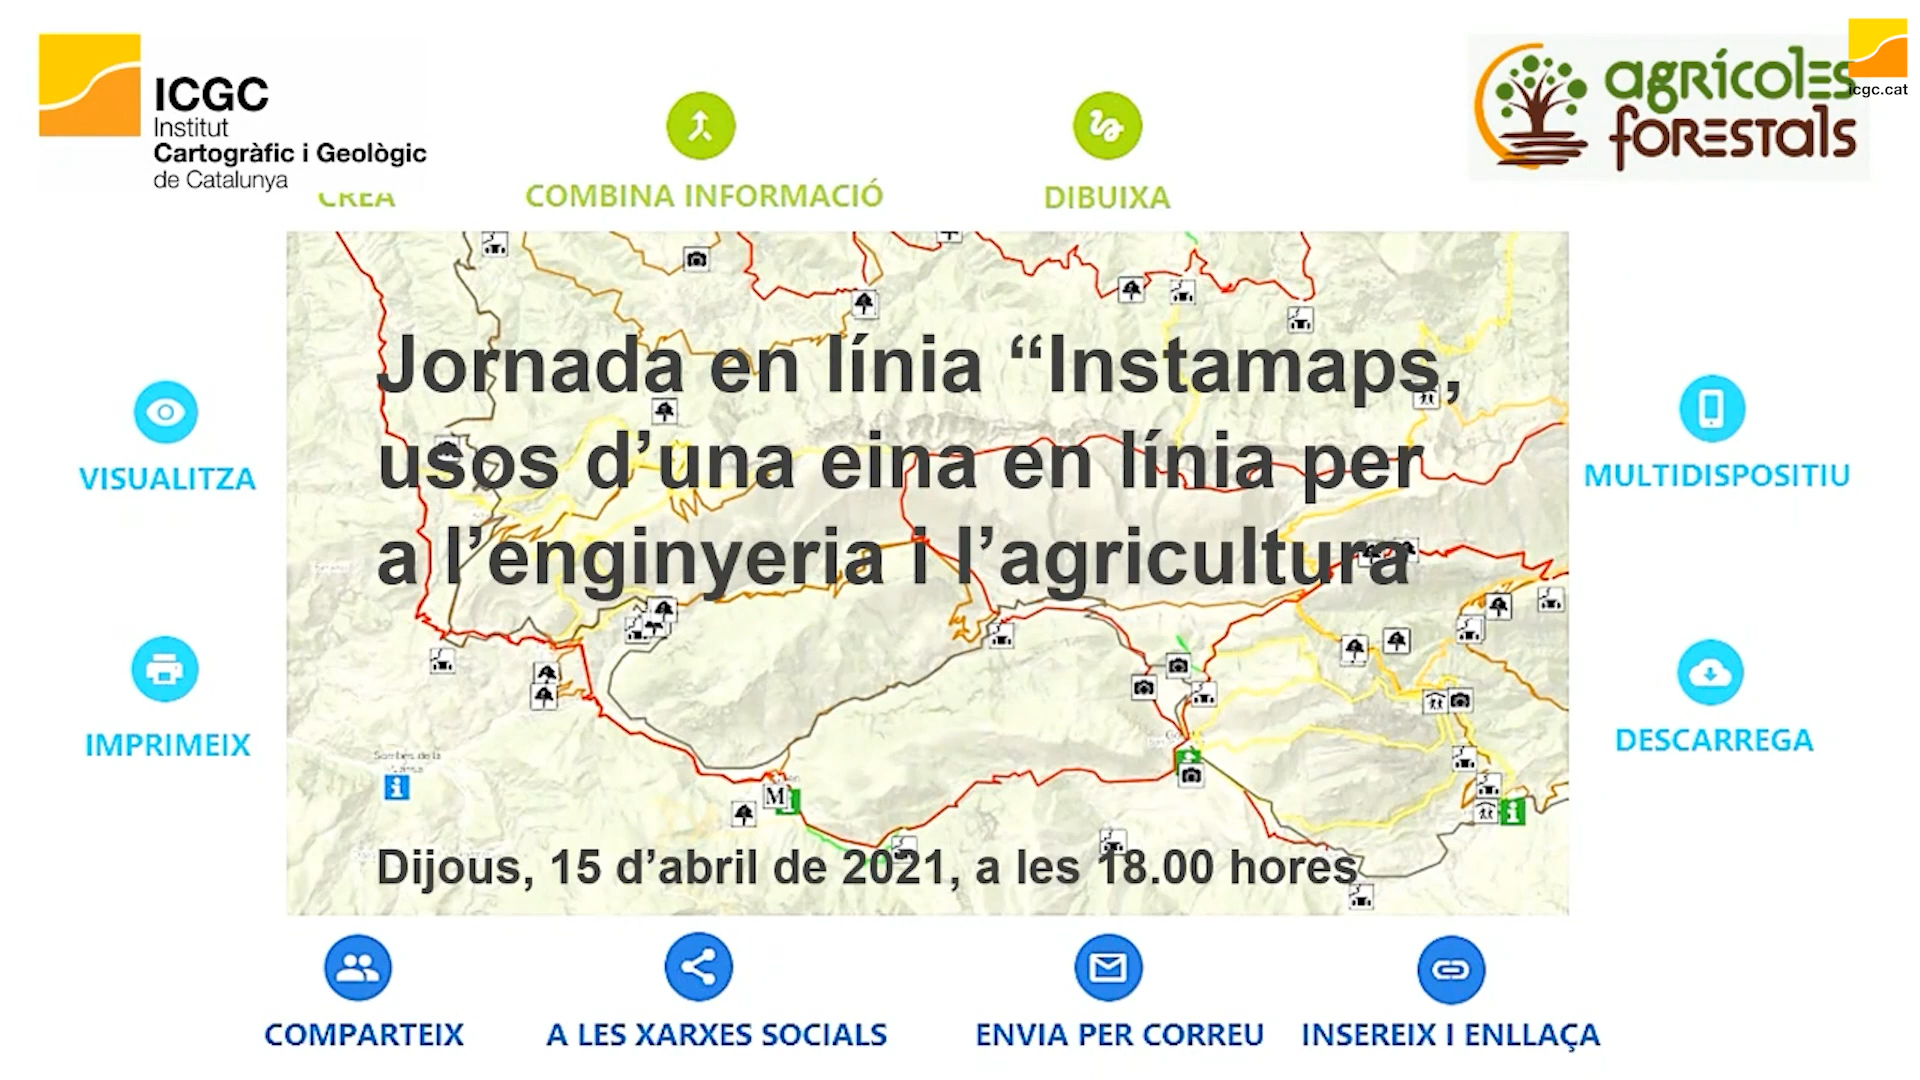 ICGC
Institut
Cartogràfic i Geològic
de Catalunya
agrícoles
forestals
icgc.cat
CREA
COMBINA INFORMACIÓ
DIBUIXA
Jornada en línia “Instamaps,
usos d’una eina en línia per
a l’enginyeria i l’agricultura
VISUALITZA
MULTIDISPOSITIU
IMPRIMEIX
DESCARREGA
M
Dijous, 15 d’abril de 2021, a les 18.00 hores
COMPARTEIX
A LES XARXES SOCIALS
ENVIA PER CORREU
INSEREIX I ENLLAÇA